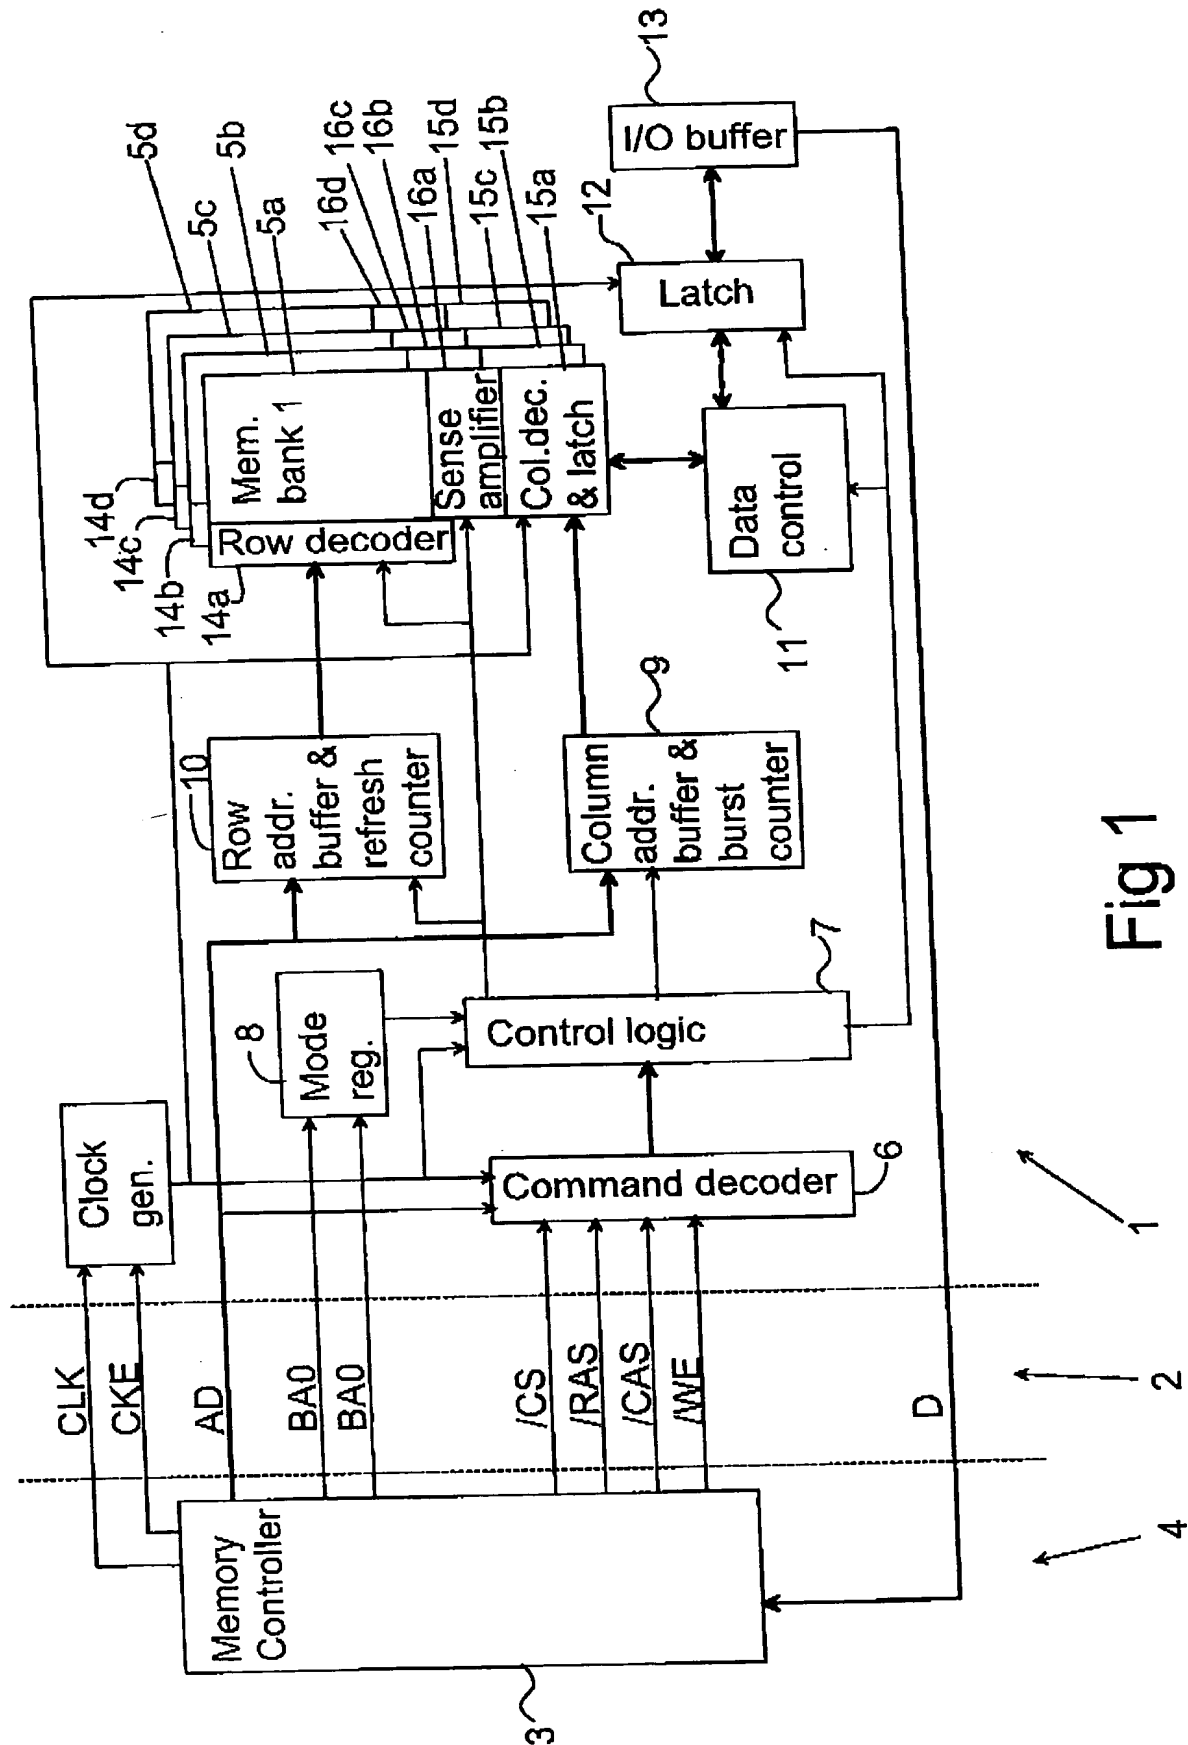 CLK
CKE
AD
BA0
BA0
/CS
/RAS
/CAS
/WE
D
Memory
Controller
3
4
2
1
Clock
gen.
8
Mode
reg.
Command decoder
6
Control logic
7
10
Row
addr.
buffer &
refresh
counter
Column
addr.
buffer &
burst
counter
9
14d
14c
14b
14a
Row decoder
Mem.
bank 1
Sense
amplifier
Col.dec.
& latch
5d
5c
5b
5a
16d
16c
16b
16a
15d
15c
15b
15a
Data
control
11
Latch
12
I/O buffer
13
Fig 1